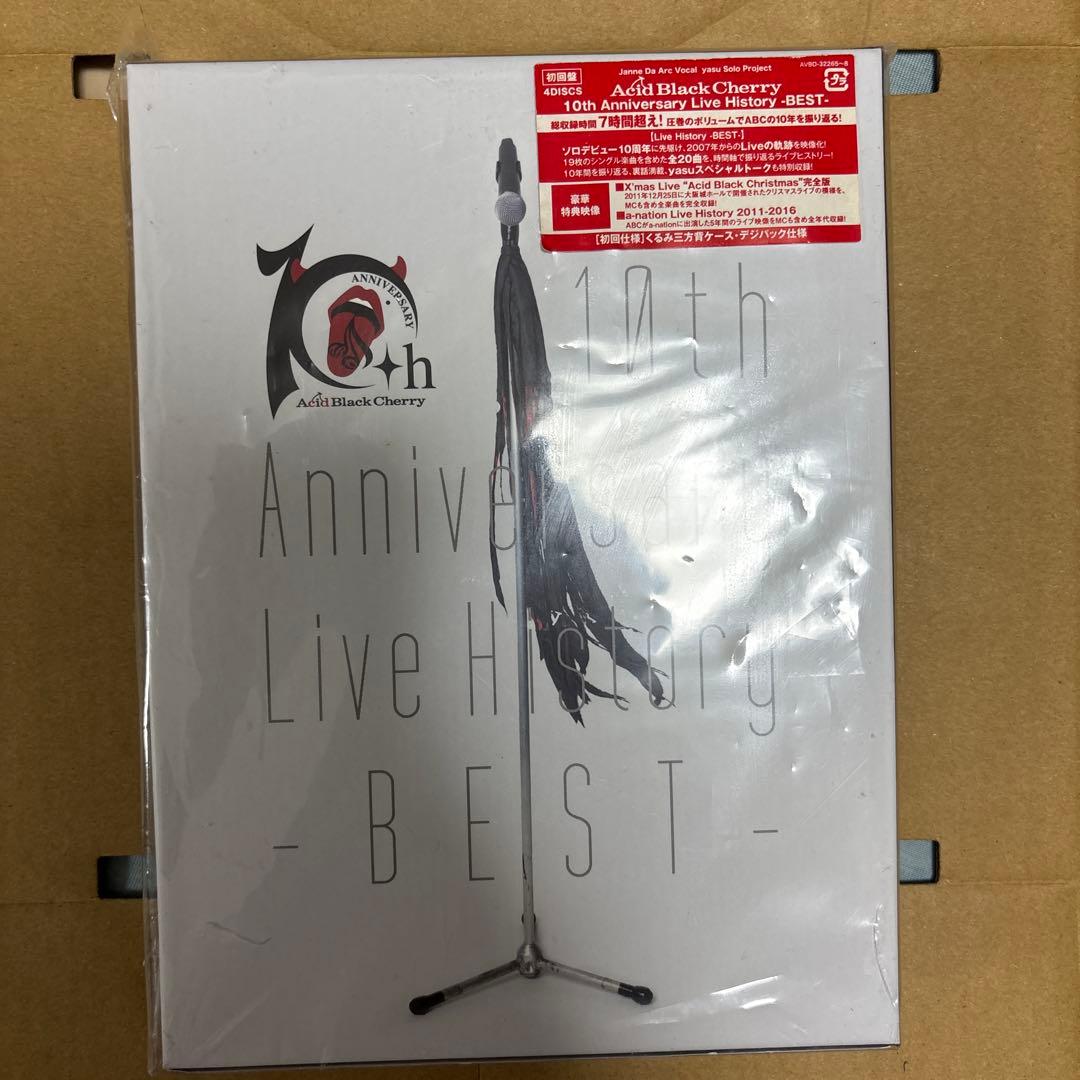 初回盤
4DISCS
Janne Da Arc Vocal yasu Solo Project
AVBD-32265~8
プラ
Acid Black Cherry
10th Anniversary Live History -BEST-
総収録時間 7時間超え! 圧巻のボリュームでABCの10年を振り返る!
【Live History -BEST-】
ソロデビュー10周年に先駆け、2007年からのLiveの軌跡を映像化!
19枚のシングル楽曲を含めた全20曲を、時間軸で振り返るライブヒストリー!
10年間を振り返る、裏話満載、yasuスペシャルトークも特別収録!
豪華
特典映像
■X'mas Live "Acid Black Christmas"完全版
2011年12月25日に大阪城ホールで開催されたクリスマスライブの模様を、
MCも含め全楽曲を完全収録!
■a-nation Live History 2011-2016
ABCがa-nationに出演した5年間のライブ映像をMCも含め全年代収録!
[初回仕様]くるみ三方背ケース・デジパック仕様
10th
ANNIVERSARY
Acid Black Cherry
10th
Anniversary
Live History
- BEST -